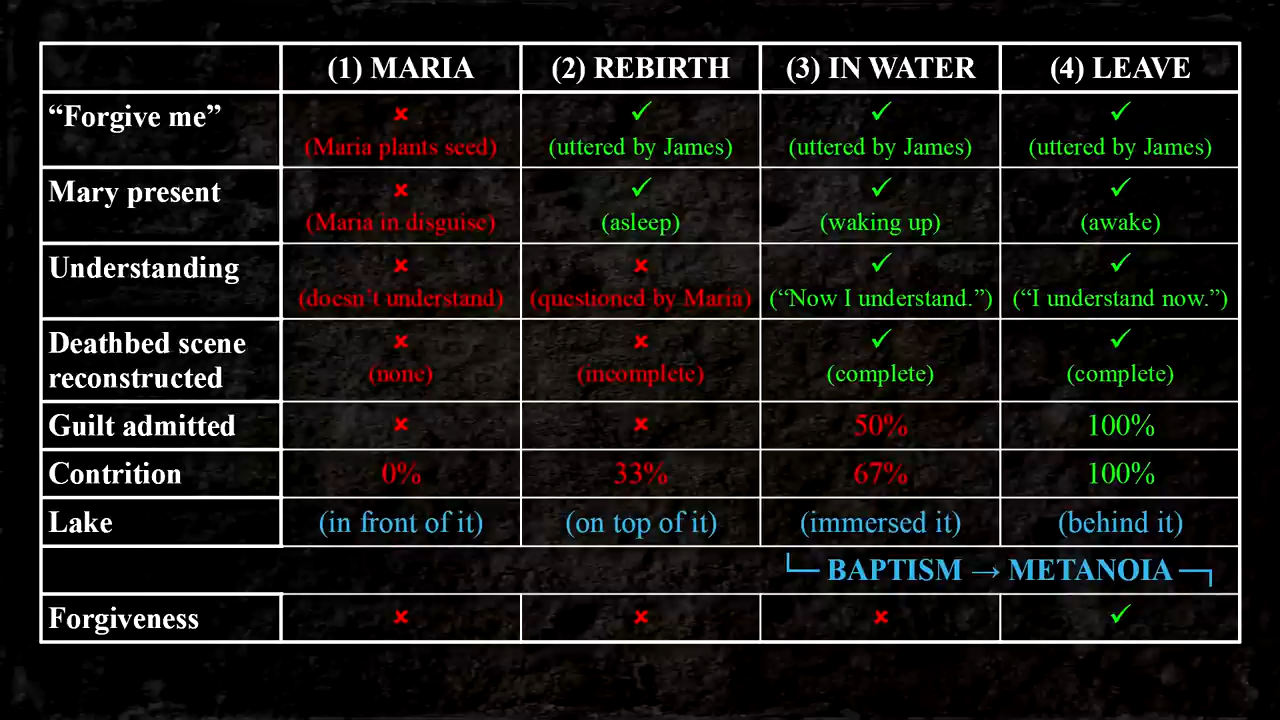 (1) MARIA (2) REBIRTH (3) IN WATER (4) LEAVE
“Forgive me” ✘ ✓ ✓ ✓
(Maria plants seed) (uttered by James) (uttered by James) (uttered by James)
Mary present ✘ ✓ ✓ ✓
(Maria in disguise) (asleep) (waking up) (awake)
Understanding ✘ ✘ ✓ ✓
(doesn’t understand) (questioned by Maria) (“Now I understand.”) (“I understand now.”)
Deathbed scene ✘ ✘ ✓ ✓
reconstructed (none) (incomplete) (complete) (complete)
Guilt admitted ✘ ✘ 50% 100%
Contrition 0% 33% 67% 100%
Lake (in front of it) (on top of it) (immersed it) (behind it)
BAPTISM → METANOIA
Forgiveness ✘ ✘ ✘ ✓